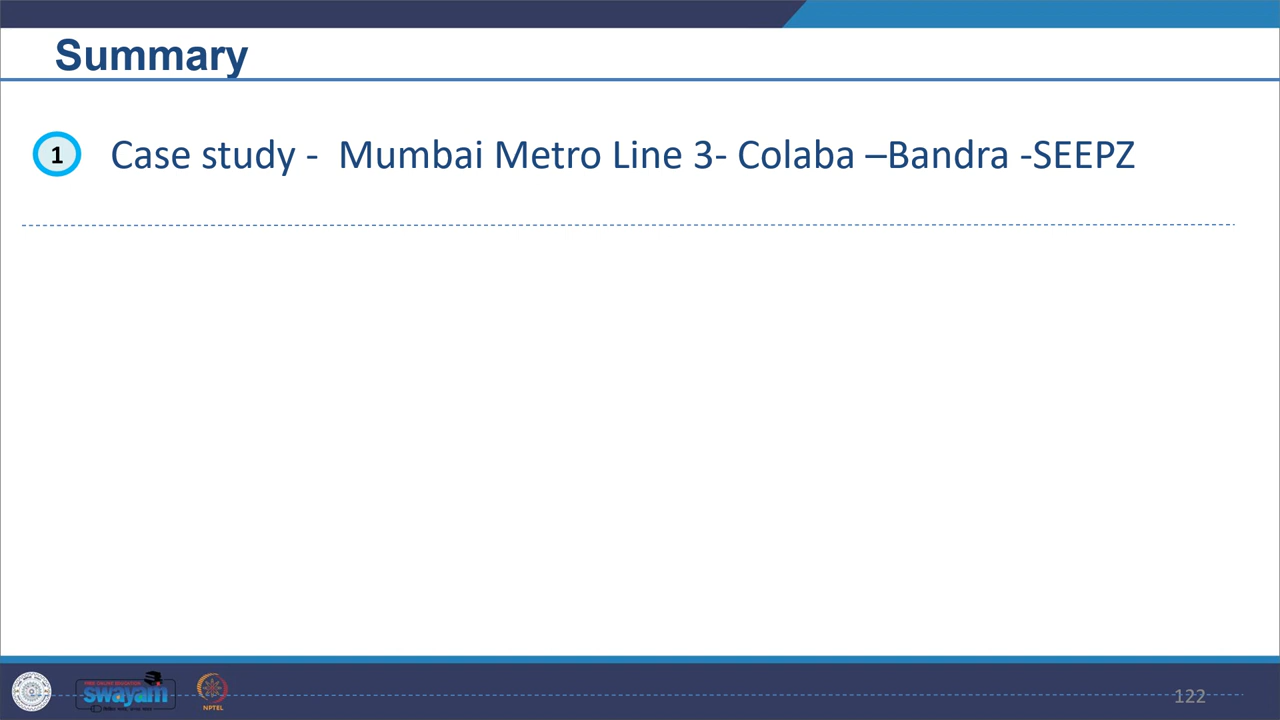 Summary
1 Case study - Mumbai Metro Line 3- Colaba –Bandra -SEEPZ
swayam
NPTEL
122